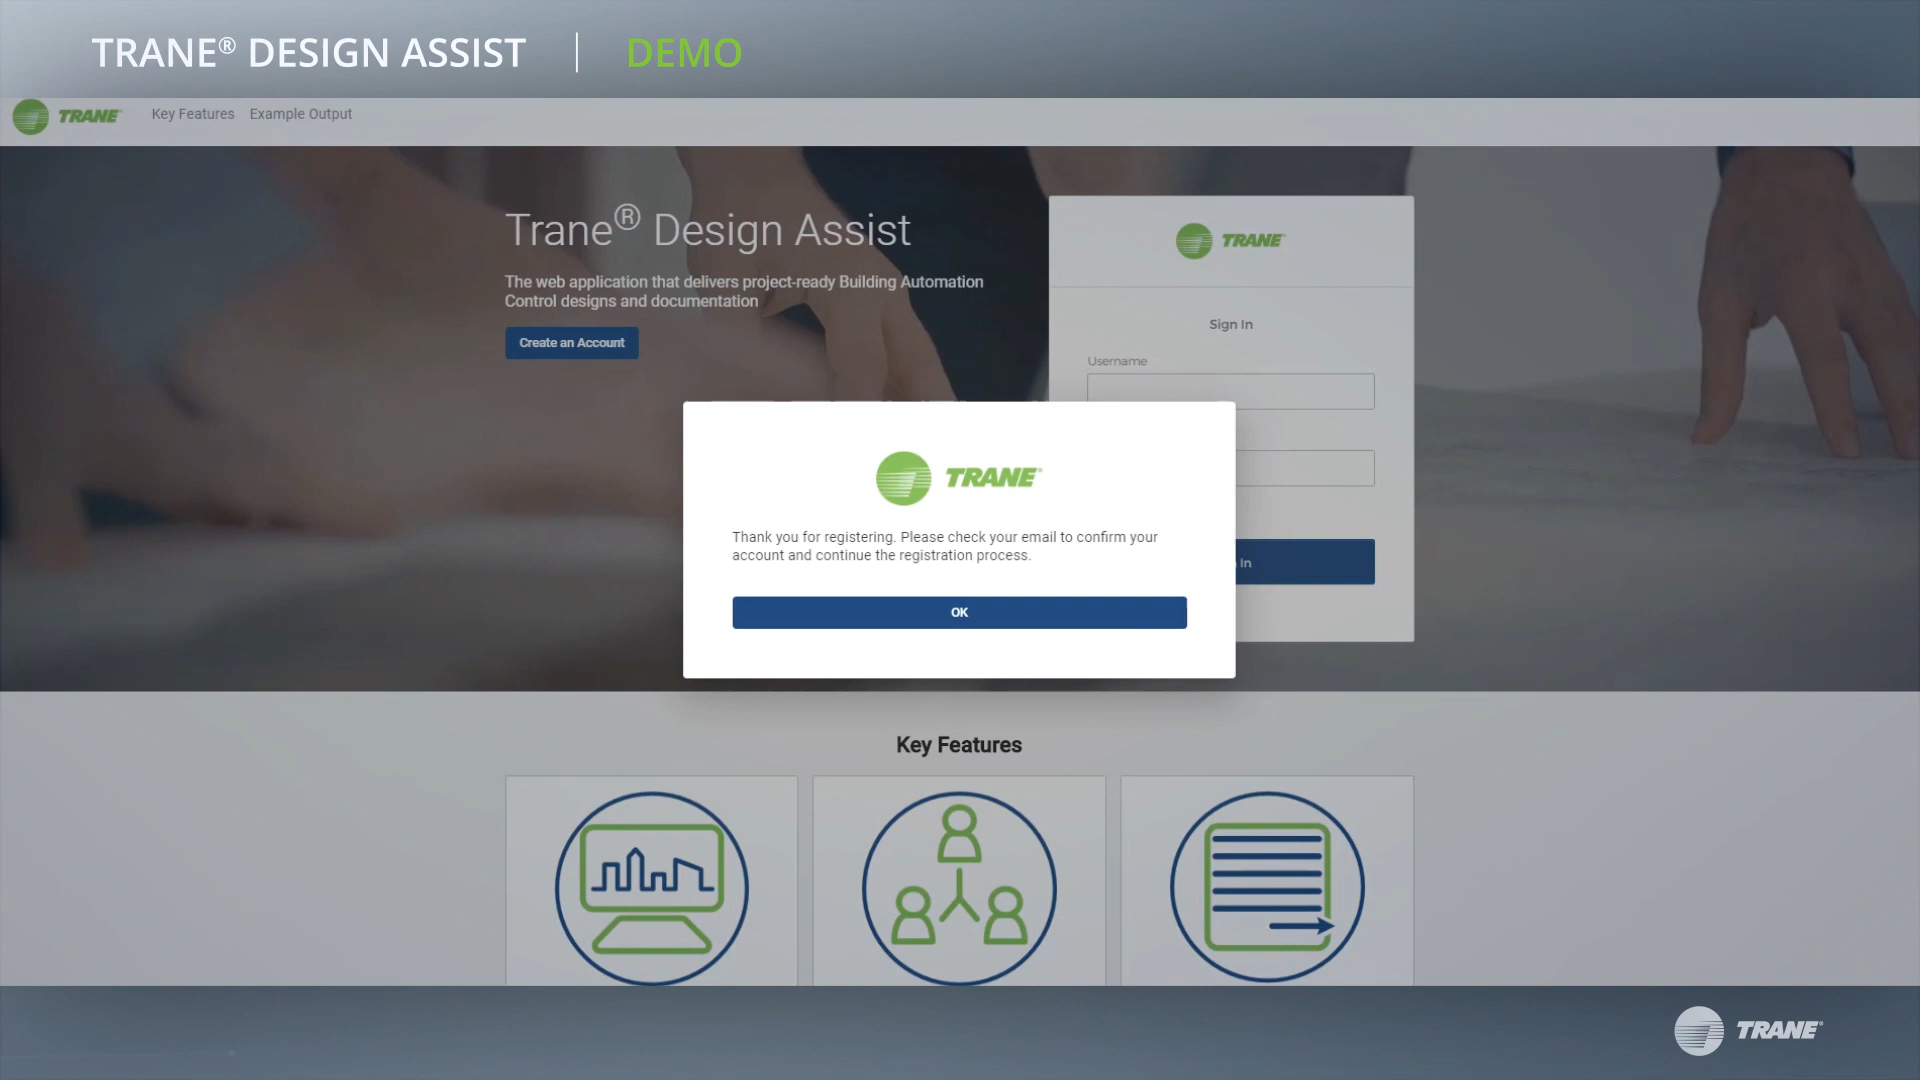 TRANE® DESIGN ASSIST | DEMO
TRANE Key Features Example Output
Trane® Design Assist
The web application that delivers project-ready Building Automation
Control designs and documentation
Create an Account
TRANE
Sign In
Username
In
TRANE
Thank you for registering. Please check your email to confirm your
account and continue the registration process.
OK
Key Features
TRANE